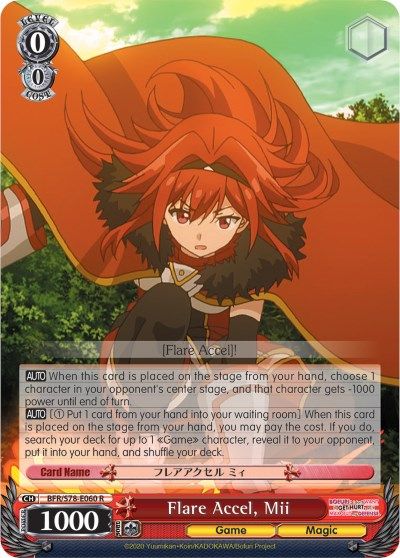 LEVEL
0
0
COST
[Flare Accel]!
AUTO When this card is placed on the stage from your hand, choose 1
character in your opponent's center stage, and that character gets -1000
power until end of turn.
AUTO [① Put 1 card from your hand into your waiting room] When this card
is placed on the stage from your hand, you may pay the cost. If you do,
search your deck for up to 1 «Game» character, reveal it to your opponent,
put it into your hand, and shuffle your deck.
Card Name フレアアクセル ミィ
CH BFR/S78-E060 R
Flare Accel, Mii
POWER 1000
Game Magic
©2020 Yuumikan•Koin/KADOKAWA/Bofuri Project